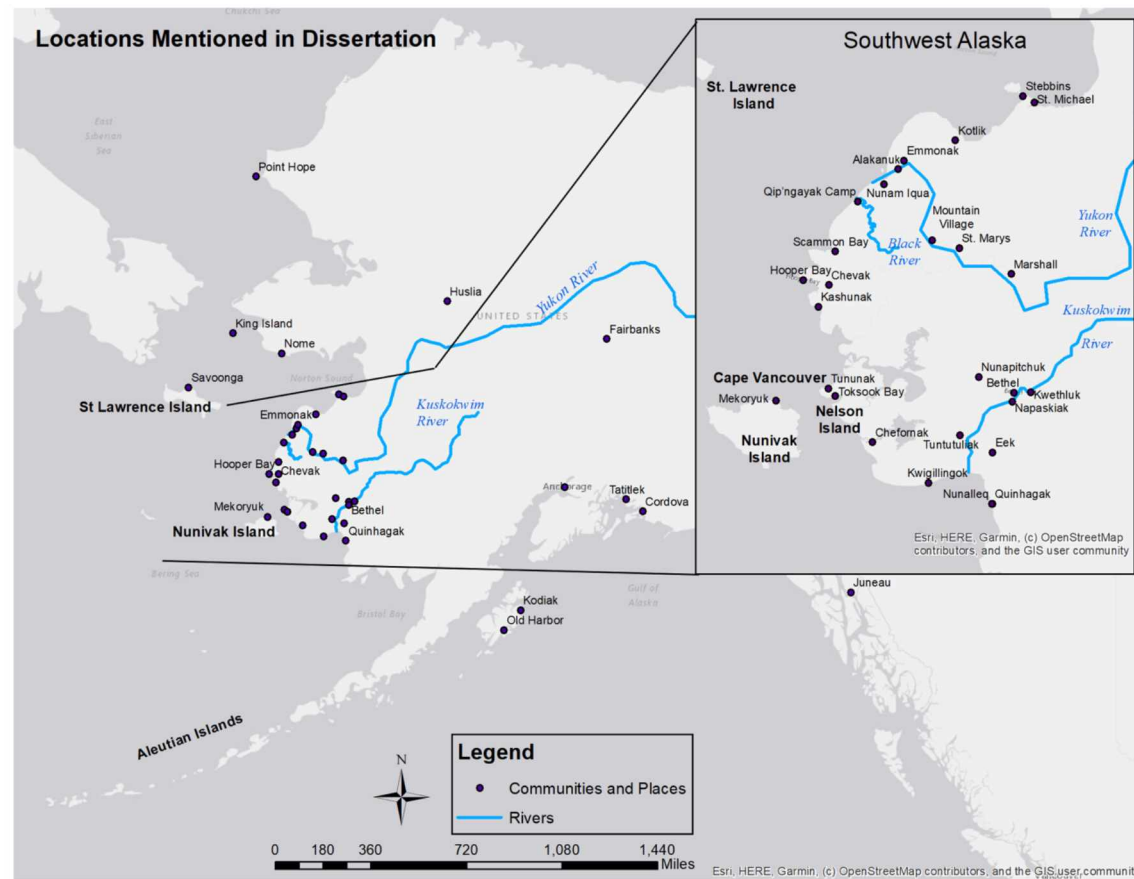 Chukchi Sea
Locations Mentioned in Dissertation
East
Siberian
Sea
Point Hope
Huslia
Yukon River
UNITED STATES
King Island
Nome
Fairbanks
Norton Sound
Savoonga
St Lawrence Island
Kuskokwim
River
Emmonak
Hooper Bay
Chevak
Mekoryuk
Bethel
Nunivak Island
Quinhagak
Anchorage
Tatitlek
Cordova
Bering Sea
Bristol Bay
Gulf of
Alaska
Kodiak
Old Harbor
Juneau
Aleutian Islands
Southwest Alaska
St. Lawrence
Island
Stebbins
St. Michael
Kotlik
Emmonak
Alakanuk
Qip'ngayak Camp
Nunam Iqua
Mountain
Village
Yukon
River
Scammon Bay
Black
River
St. Marys
Marshall
Hooper Bay
Chevak
Kashunak
Kuskokwim
River
Nunapitchuk
Cape Vancouver
Tununak
Bethel
Mekoryuk
Toksook Bay
Kwethluk
Napaskiak
Nelson
Island
Nunivak
Island
Chefornak
Tuntutuliak
Eek
Kwigillingok
Nunalleq
Quinhagak
Esri, HERE, Garmin, (c) OpenStreetMap
contributors, and the GIS user community
N
Legend
Communities and Places
Rivers
0 180 360 720 1,080 1,440
Miles
Esri, HERE, Garmin, (c) OpenStreetMap contributors, and the GIS user communit